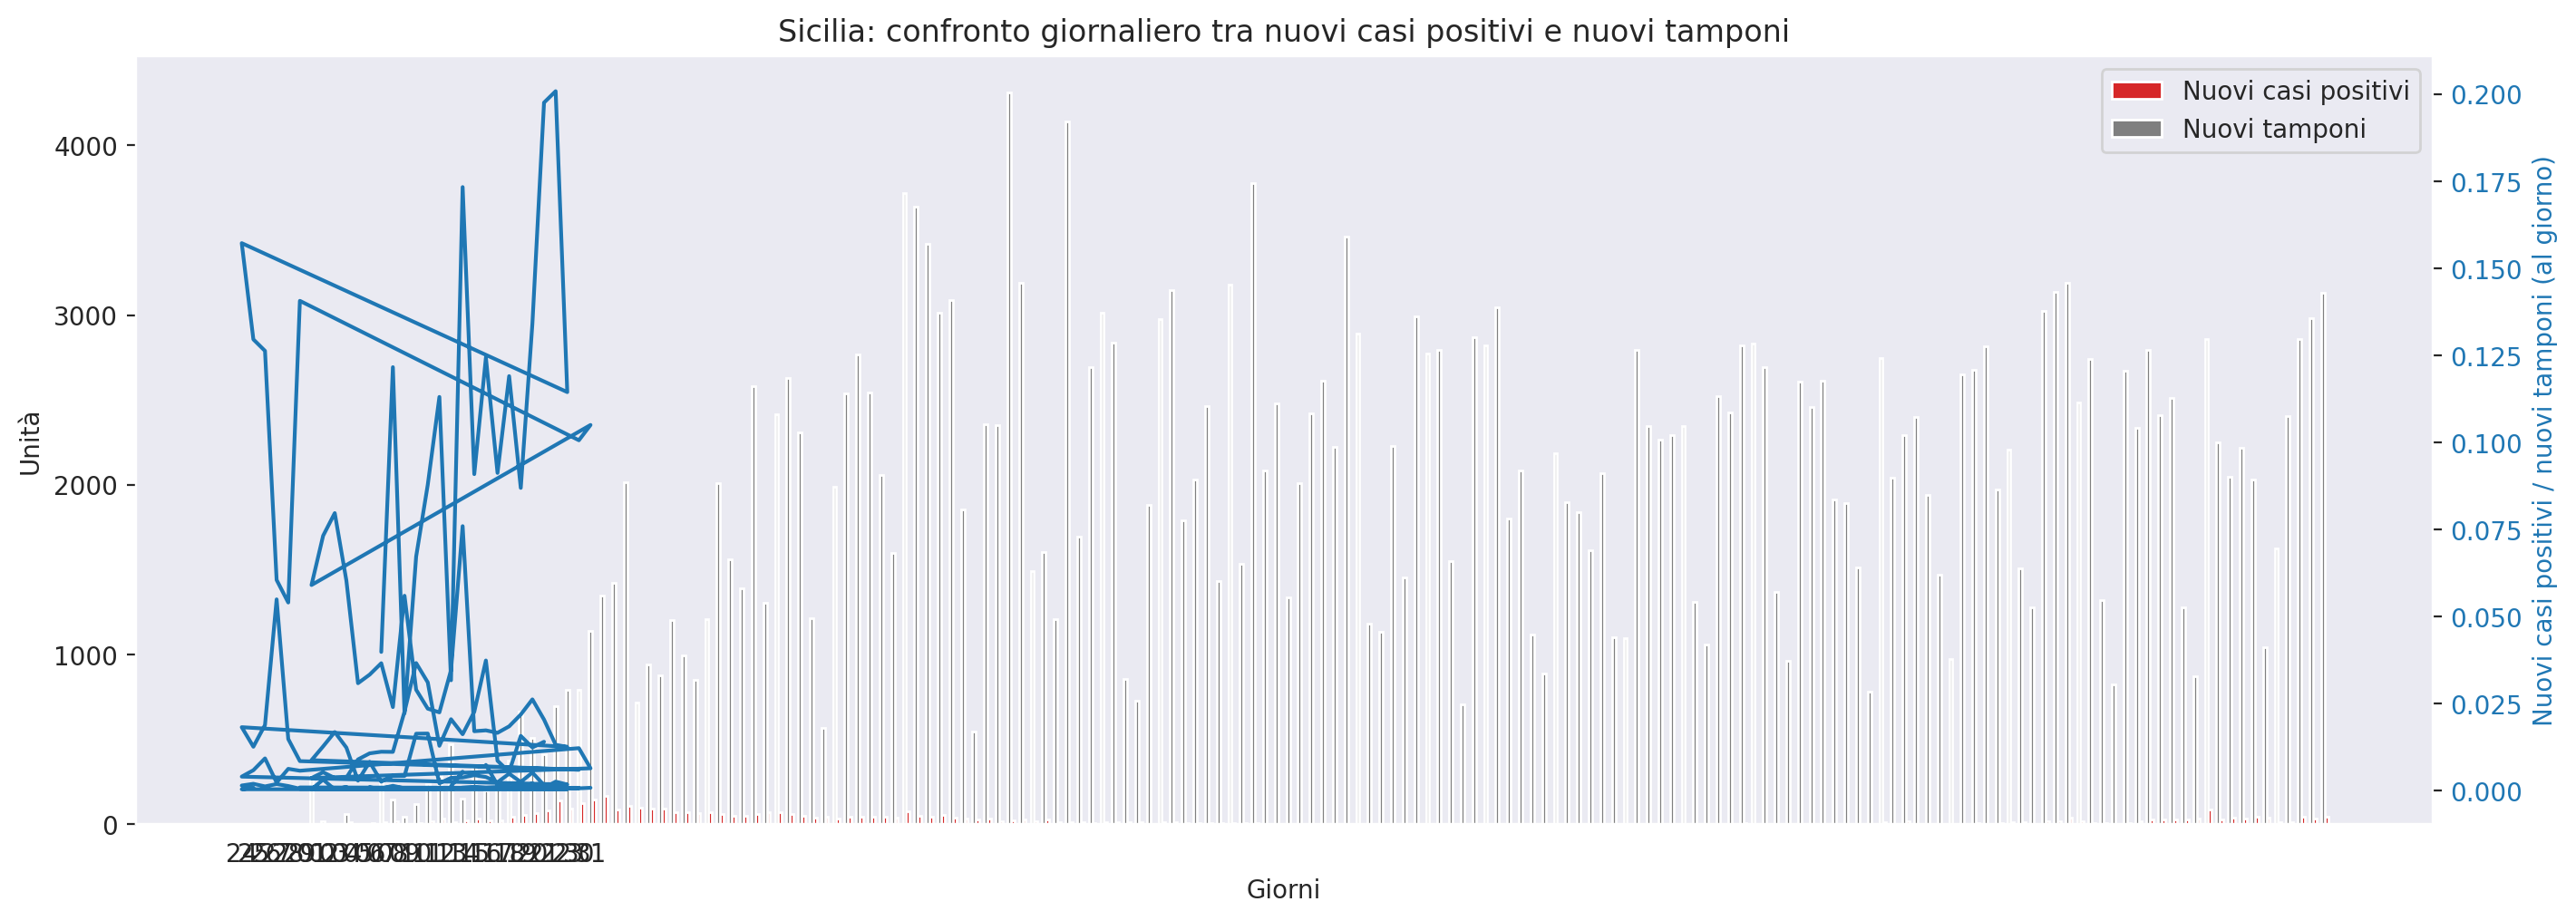 Sicilia: confronto giornaliero tra nuovi casi positivi e nuovi tamponi
Nuovi casi positivi
Nuovi tamponi
Unità
4000
3000
2000
1000
0
0.200
0.175
0.150
0.125
0.100
0.075
0.050
0.025
0.000
Nuovi casi positivi / nuovi tamponi (al giorno)
Giorni